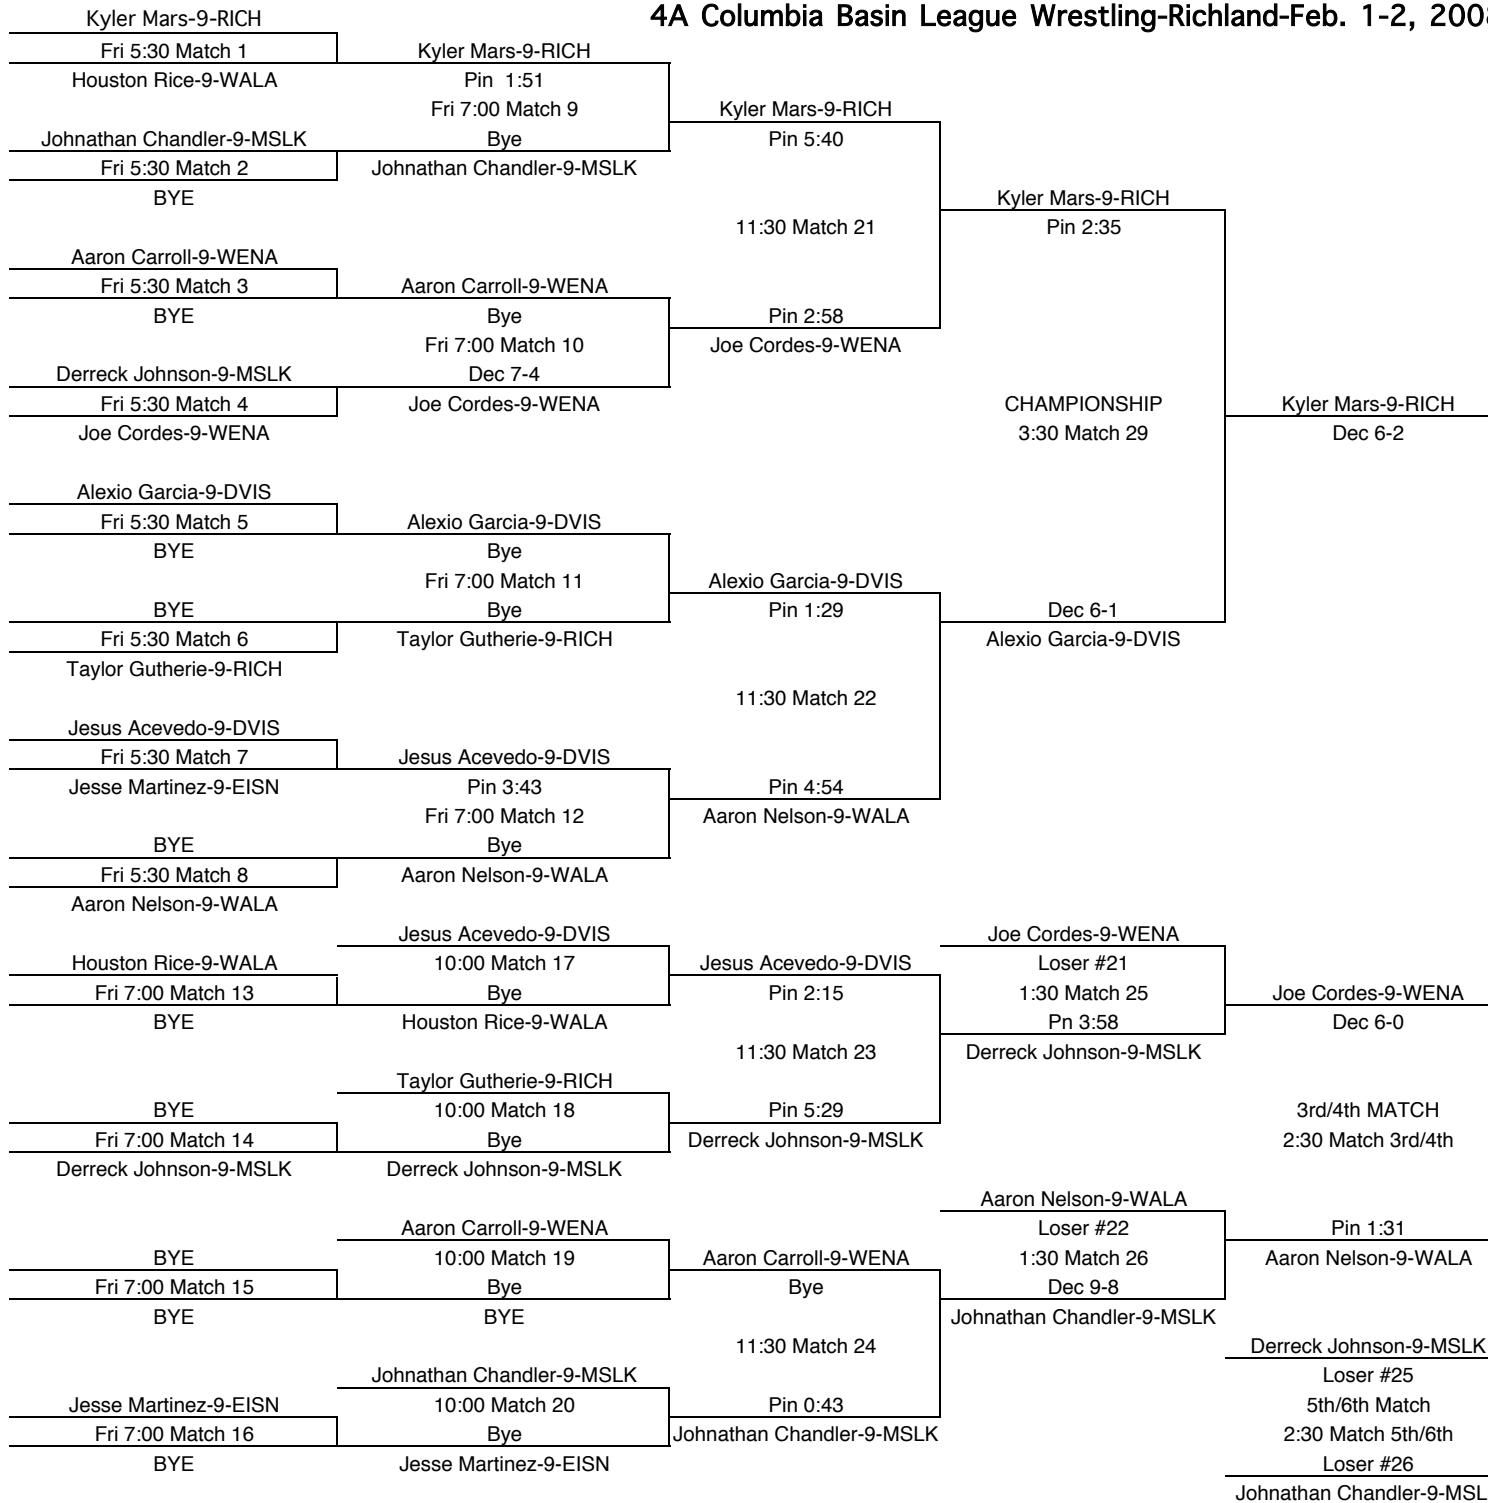 4A Columbia Basin League Wrestling-Richland-Feb. 1-2, 2008
Kyler Mars-9-RICH
Fri 5:30 Match 1
Houston Rice-9-WALA
Johnathan Chandler-9-MSLK
Fri 5:30 Match 2
BYE
Aaron Carroll-9-WENA
Fri 5:30 Match 3
BYE
Derreck Johnson-9-MSLK
Fri 5:30 Match 4
Joe Cordes-9-WENA
Alexio Garcia-9-DVIS
Fri 5:30 Match 5
BYE
BYE
Fri 5:30 Match 6
Taylor Gutherie-9-RICH
Jesus Acevedo-9-DVIS
Fri 5:30 Match 7
Jesse Martinez-9-EISN
BYE
Fri 5:30 Match 8
Aaron Nelson-9-WALA
Kyler Mars-9-RICH
Pin 1:51
Fri 7:00 Match 9
Bye
Johnathan Chandler-9-MSLK
Aaron Carroll-9-WENA
Bye
Fri 7:00 Match 10
Dec 7-4
Joe Cordes-9-WENA
Alexio Garcia-9-DVIS
Bye
Fri 7:00 Match 11
Bye
Taylor Gutherie-9-RICH
Jesus Acevedo-9-DVIS
Pin 3:43
Fri 7:00 Match 12
Bye
Aaron Nelson-9-WALA
Kyler Mars-9-RICH
Pin 5:40
11:30 Match 21
Pin 2:58
Joe Cordes-9-WENA
Alexio Garcia-9-DVIS
Pin 1:29
11:30 Match 22
Pin 4:54
Aaron Nelson-9-WALA
Kyler Mars-9-RICH
Pin 2:35
CHAMPIONSHIP
3:30 Match 29
Dec 6-1
Alexio Garcia-9-DVIS
Kyler Mars-9-RICH
Dec 6-2
Houston Rice-9-WALA
Fri 7:00 Match 13
BYE
BYE
Fri 7:00 Match 14
Derreck Johnson-9-MSLK
BYE
Fri 7:00 Match 15
BYE
Jesse Martinez-9-EISN
Fri 7:00 Match 16
BYE
Jesus Acevedo-9-DVIS
10:00 Match 17
Bye
Houston Rice-9-WALA
Taylor Gutherie-9-RICH
10:00 Match 18
Bye
Derreck Johnson-9-MSLK
Aaron Carroll-9-WENA
10:00 Match 19
Bye
BYE
Johnathan Chandler-9-MSLK
10:00 Match 20
Bye
Jesse Martinez-9-EISN
Jesus Acevedo-9-DVIS
Pin 2:15
11:30 Match 23
Pin 5:29
Derreck Johnson-9-MSLK
Aaron Carroll-9-WENA
Bye
11:30 Match 24
Pin 0:43
Johnathan Chandler-9-MSLK
Joe Cordes-9-WENA
Loser #21
1:30 Match 25
Pn 3:58
Derreck Johnson-9-MSLK
Aaron Nelson-9-WALA
Loser #22
1:30 Match 26
Dec 9-8
Johnathan Chandler-9-MSLK
Joe Cordes-9-WENA
Dec 6-0
3rd/4th MATCH
2:30 Match 3rd/4th
Pin 1:31
Aaron Nelson-9-WALA
Derreck Johnson-9-MSLK
Loser #25
5th/6th Match
2:30 Match 5th/6th
Loser #26
Johnathan Chandler-9-MSL